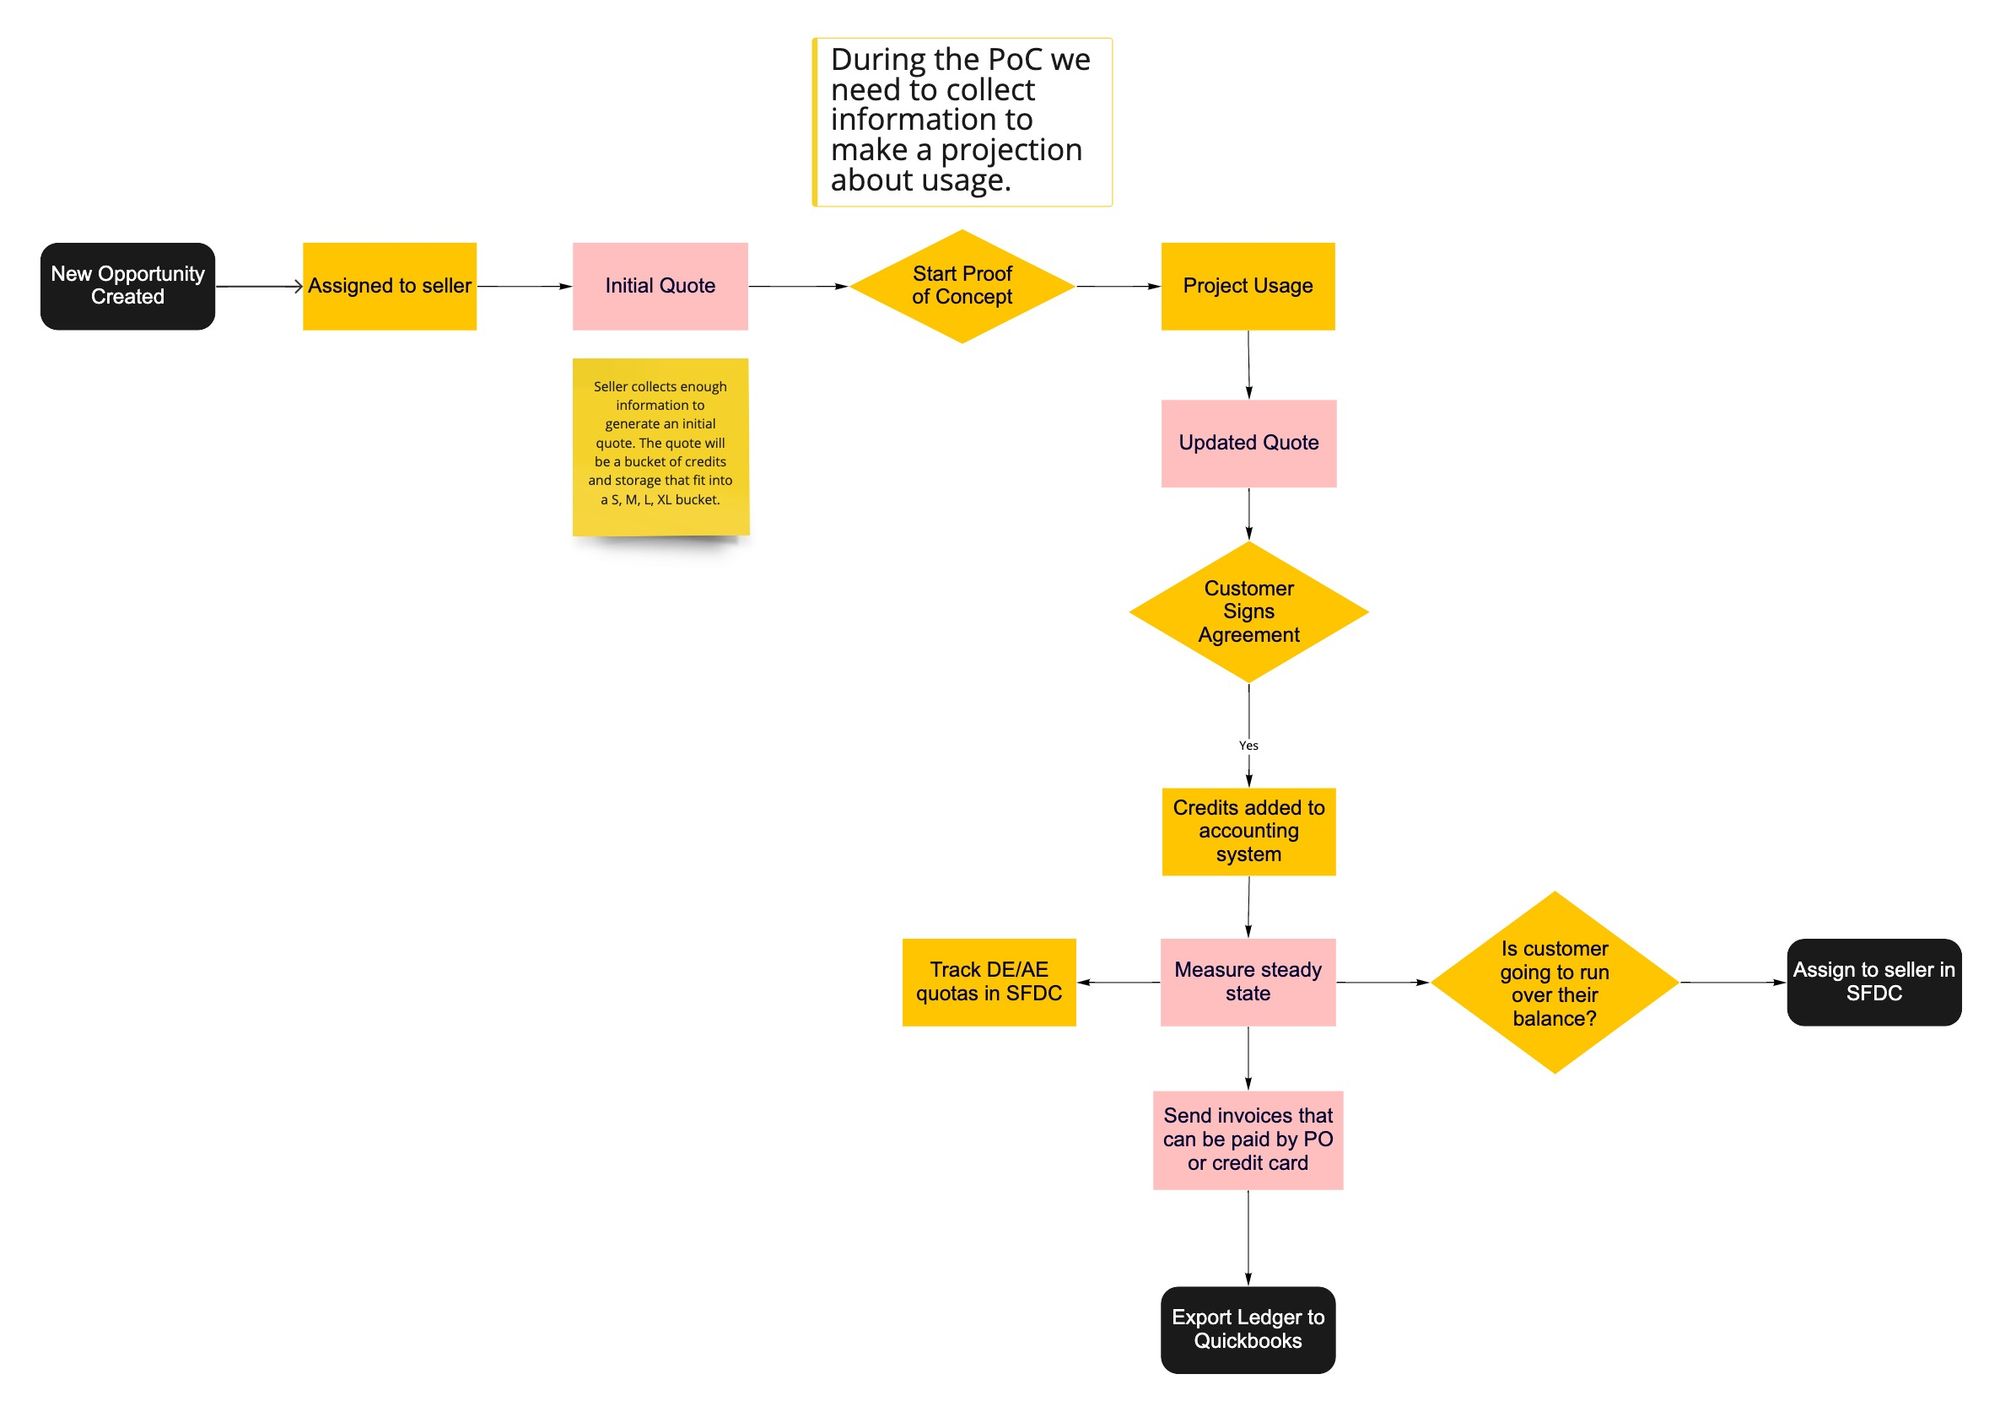 During the PoC we
need to collect
information to
make a projection
about usage.
New Opportunity
Created
Assigned to seller
Initial Quote
Start Proof
of Concept
Project Usage
Seller collects enough
information to
generate an initial
quote. The quote will
be a bucket of credits
and storage that fit into
a S, M, L, XL bucket.
Updated Quote
Customer
Signs
Agreement
Yes
Credits added to
accounting
system
Track DE/AE
quotas in SFDC
Measure steady
state
Is customer
going to run
over their
balance?
Assign to seller in
SFDC
Send invoices that
can be paid by PO
or credit card
Export Ledger to
Quickbooks